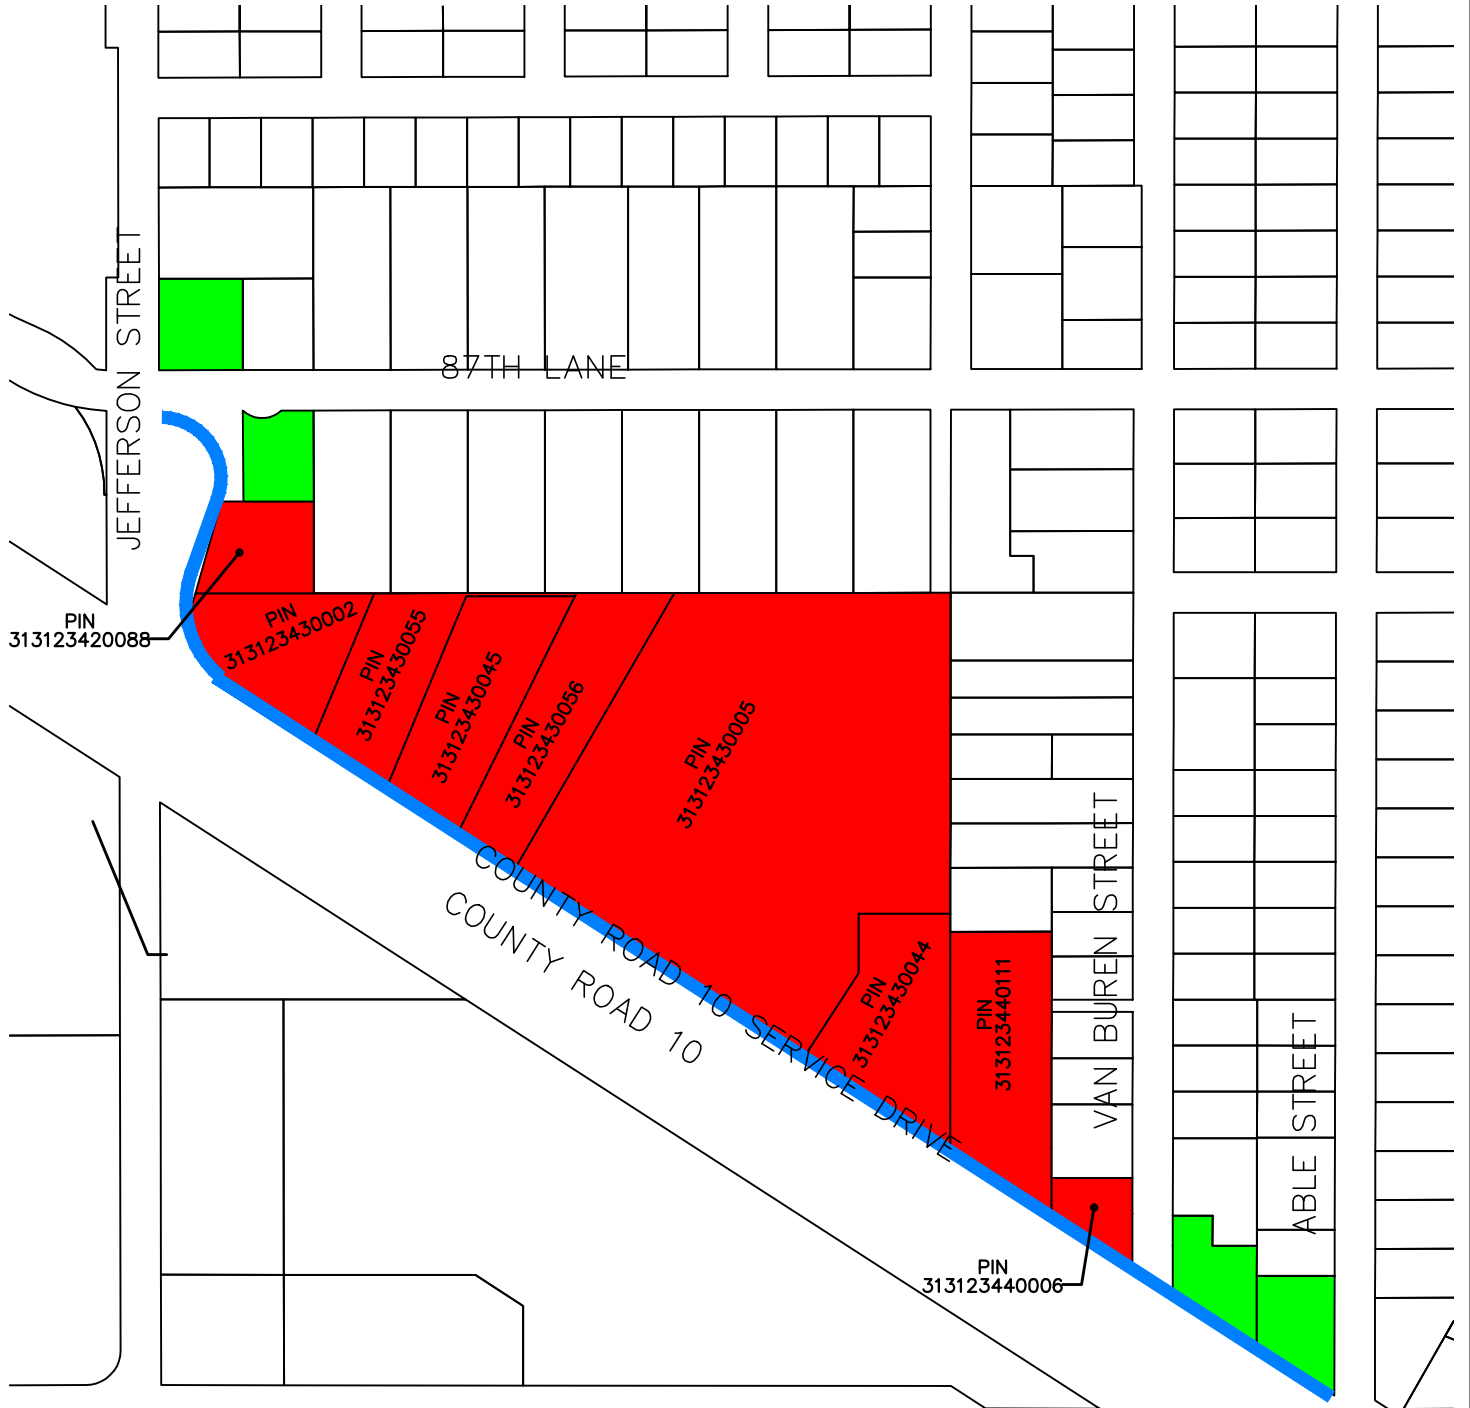 JEFFERSON STREET
87TH LANE
PIN
313123420088
PIN
313123430002
PIN
313123430055
PIN
313123430045
PIN
313123430056
PIN
313123430005
COUNTY ROAD 10 SERVICE DRIVE
COUNTY ROAD 10
PIN
313123430044
PIN
313123440111
VAN BUREN STREET
ABLE STREET
PIN
313123440006